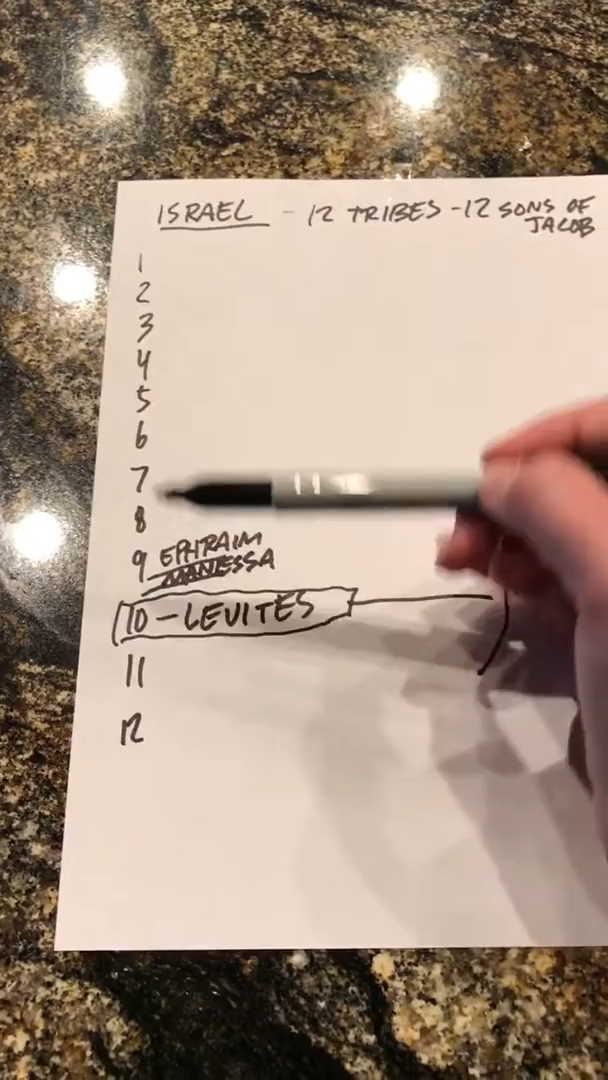 ISRAEL - 12 TRIBES - 12 SONS OF
JACOB
1
2
3
4
5
6
7
8
9 EPHRAIM
MANESSA
10 - LEVITES
11
12